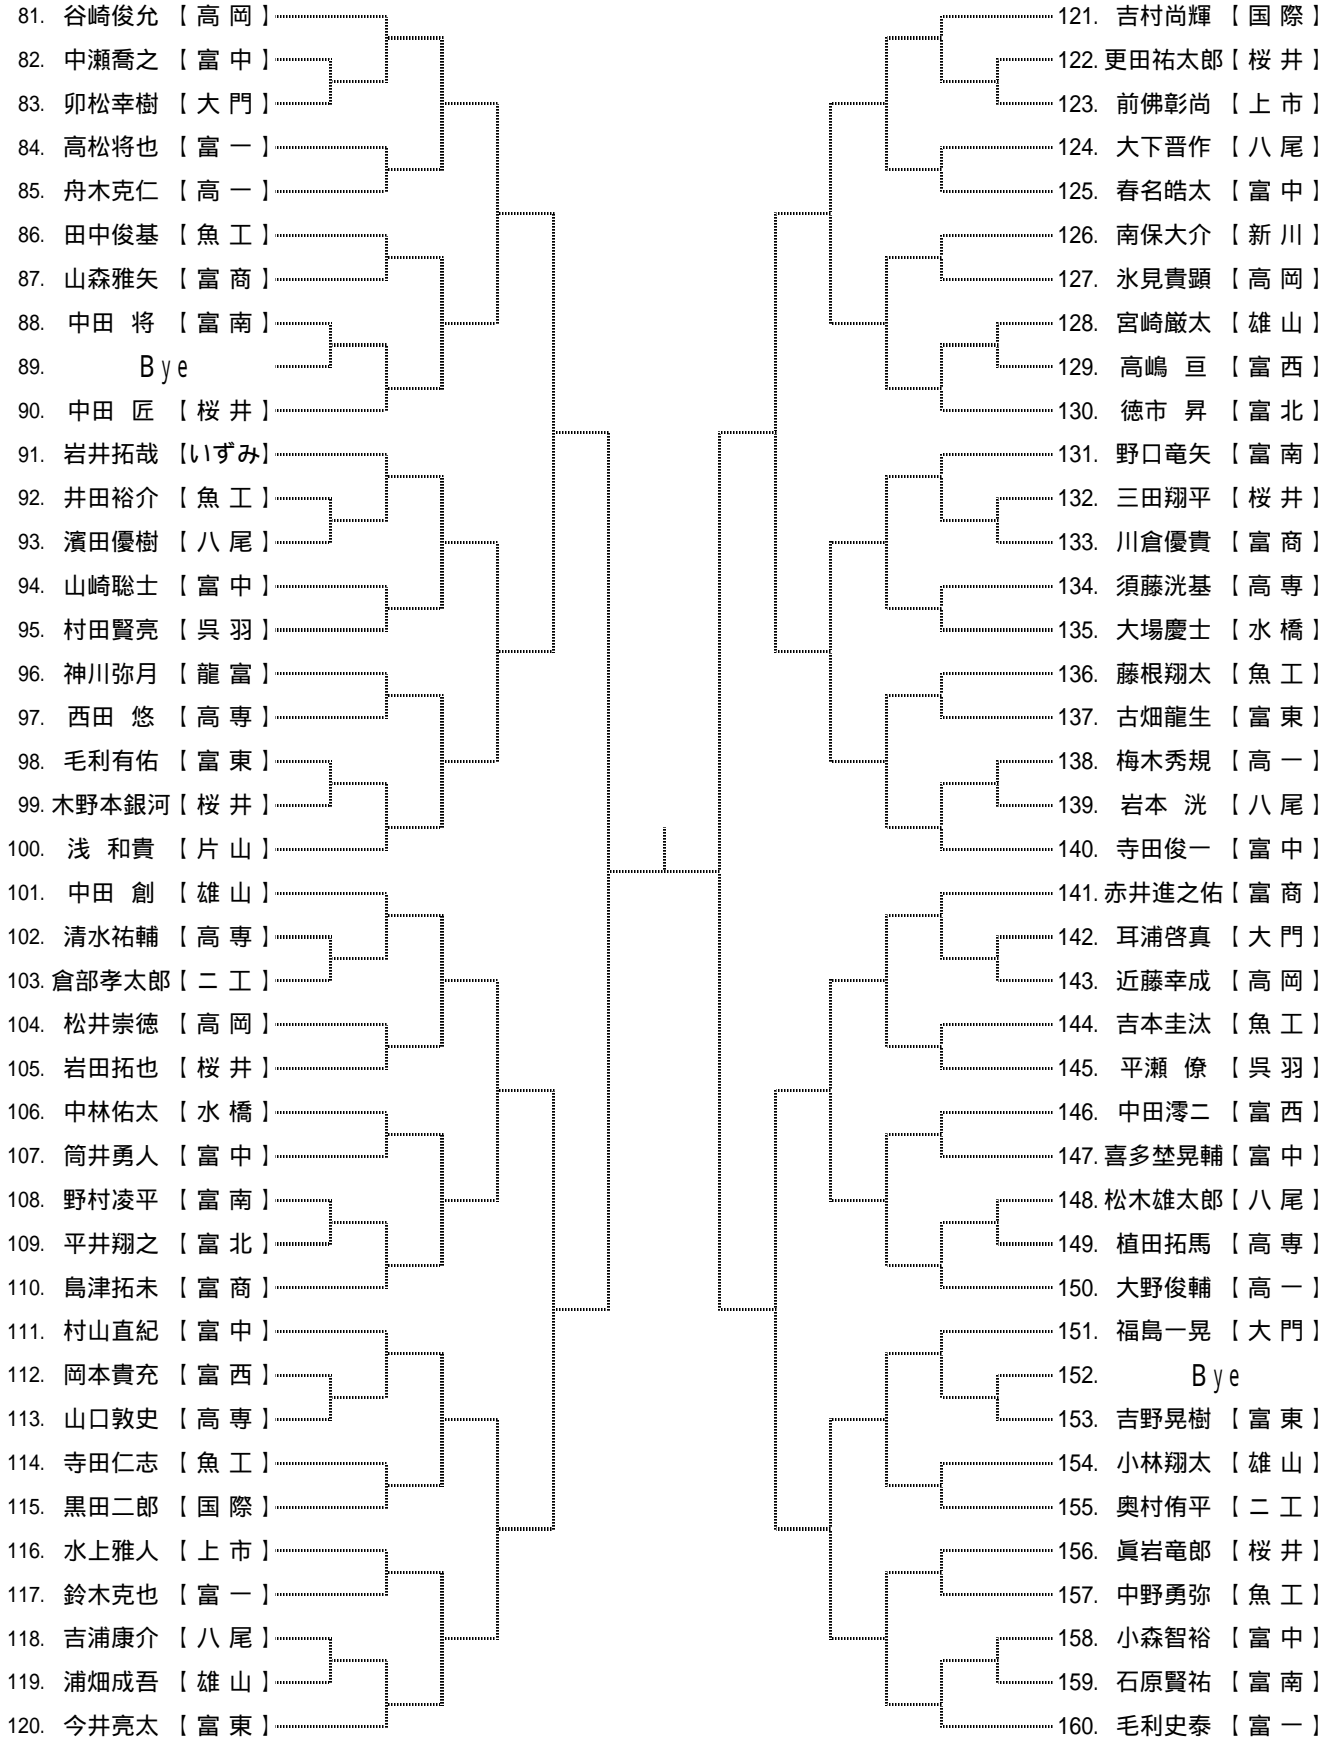 81. 谷崎俊允 【 高 岡 】
82. 中瀬喬之 【 富 中 】
83. 卯松幸樹 【 大 門 】
84. 高松将也 【 富 一 】
85. 舟木克仁 【 高 一 】
86. 田中俊基 【 魚 工 】
87. 山森雅矢 【 富 商 】
88. 中田 将 【 富 南 】
89. Bye
90. 中田 匠 【 桜 井 】
91. 岩井拓哉 【いずみ】
92. 井田裕介 【 魚 工 】
93. 濱田優樹 【 八 尾 】
94. 山崎聡士 【 富 中 】
95. 村田賢亮 【 呉 羽 】
96. 神川弥月 【 龍 富 】
97. 西田 悠 【 高 専 】
98. 毛利有佑 【 富 東 】
99. 木野本銀河 【 桜 井 】
100. 浅 和貴 【 片 山 】
101. 中田 創 【 雄 山 】
102. 清水祐輔 【 高 専 】
103. 倉部孝太郎 【 二 工 】
104. 松井崇徳 【 高 岡 】
105. 岩田拓也 【 桜 井 】
106. 中林佑太 【 水 橋 】
107. 筒井勇人 【 富 中 】
108. 野村凌平 【 富 南 】
109. 平井翔之 【 富 北 】
110. 島津拓未 【 富 商 】
111. 村山直紀 【 富 中 】
112. 岡本貴充 【 富 西 】
113. 山口敦史 【 高 専 】
114. 寺田仁志 【 魚 工 】
115. 黒田二郎 【 国 際 】
116. 水上雅人 【 上 市 】
117. 鈴木克也 【 富 一 】
118. 吉浦康介 【 八 尾 】
119. 浦畑成吾 【 雄 山 】
120. 今井亮太 【 富 東 】
121. 吉村尚輝 【 国 際 】
122. 更田祐太郎 【 桜 井 】
123. 前佛彰尚 【 上 市 】
124. 大下晋作 【 八 尾 】
125. 春名皓太 【 富 中 】
126. 南保大介 【 新 川 】
127. 氷見貴顕 【 高 岡 】
128. 宮崎厳太 【 雄 山 】
129. 高嶋 亘 【 富 西 】
130. 徳市 昇 【 富 北 】
131. 野口竜矢 【 富 南 】
132. 三田翔平 【 桜 井 】
133. 川倉優貴 【 富 商 】
134. 須藤洸基 【 高 専 】
135. 大場慶士 【 水 橋 】
136. 藤根翔太 【 魚 工 】
137. 古畑龍生 【 富 東 】
138. 梅木秀規 【 高 一 】
139. 岩本 洸 【 八 尾 】
140. 寺田俊一 【 富 中 】
141. 赤井進之佑 【 富 商 】
142. 耳浦啓真 【 大 門 】
143. 近藤幸成 【 高 岡 】
144. 吉本圭汰 【 魚 工 】
145. 平瀬 僚 【 呉 羽 】
146. 中田澪二 【 富 西 】
147. 喜多埜晃輔 【 富 中 】
148. 松木雄太郎 【 八 尾 】
149. 植田拓馬 【 高 専 】
150. 大野俊輔 【 高 一 】
151. 福島一晃 【 大 門 】
152. Bye
153. 吉野晃樹 【 富 東 】
154. 小林翔太 【 雄 山 】
155. 奥村侑平 【 二 工 】
156. 眞岩竜郎 【 桜 井 】
157. 中野勇弥 【 魚 工 】
158. 小森智裕 【 富 中 】
159. 石原賢祐 【 富 南 】
160. 毛利史泰 【 富 一 】